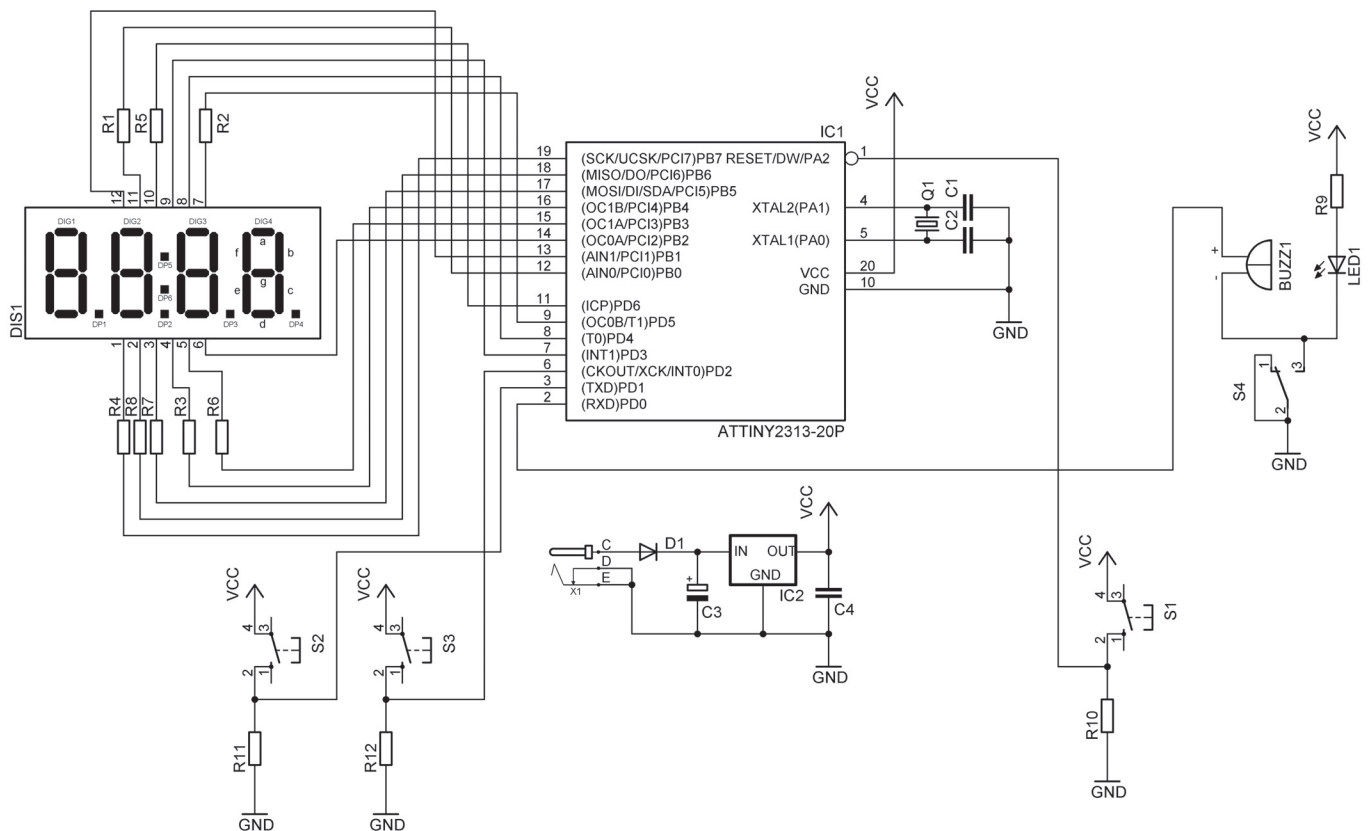 R1
R5
R2
12
11
10
9
8
7
DIG1
DIG2
DIG3
DIG4
a
f
b
g
e
c
d
DP5
DP6
DP1
DP2
DP3
DP4
DIS1
1
2
3
4
5
6
R4
R8
R7
R3
R6
IC1
19 (SCK/UCSK/PCI7)PB7 RESET/DW/PA2 1
18 (MISO/DO/PCI6)PB6
17 (MOSI/DI/SDA/PCI5)PB5
16 (OC1B/PCI4)PB4 XTAL2(PA1) 4
15 (OC1A/PCI3)PB3
14 (OC0A/PCI2)PB2 XTAL1(PA0) 5
13 (AIN1/PCI1)PB1
12 (AIN0/PCI0)PB0 VCC 20
GND 10
11 (ICP)PD6
9 (OC0B/T1)PD5
8 (T0)PD4
7 (INT1)PD3
6 (CKOUT/XCK/INT0)PD2
3 (TXD)PD1
2 (RXD)PD0
ATTINY2313-20P
VCC
Q1
C1
C2
GND
VCC
R9
LED1
+
-
BUZZ1
1
3
S4
2
GND
VCC
C
D
E
X1
D1
IN OUT
GND
IC2
+
C3
C4
GND
VCC
4
3
S2
2
1
R11
GND
VCC
4
3
S3
2
1
R12
GND
VCC
4
3
S1
2
1
R10
GND